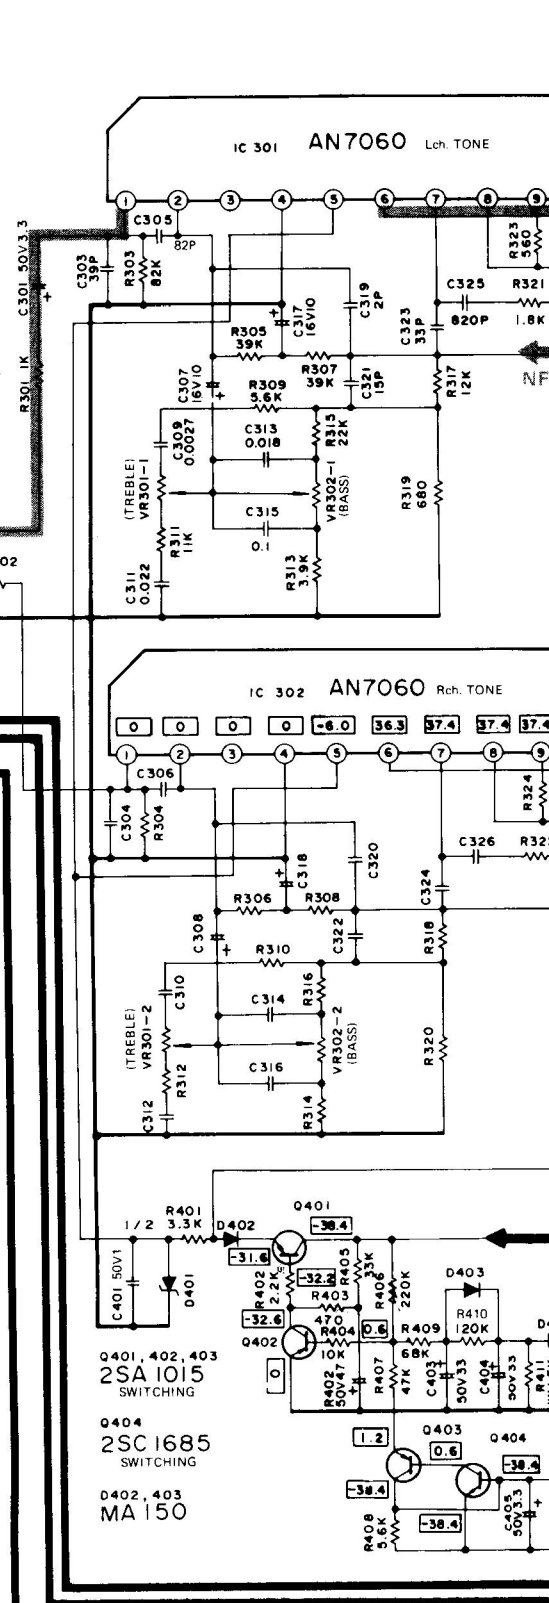 IC 301 AN7060 Lch. TONE
1 2 3 4 5 6 7 8 9
C301 50V3.3
+
R301 1K
C303 39P
R303 82K
C305
82P
R323 560
C317 16V10
C319 2P
C325
820P
R321
1.8K
C323 33P
R305
39K
R307
39K
C307 16V10
+
C321 15P
R317 12K
NF
R309
5.6K
C309 0.0027
C313
0.018
R315 22K
(TREBLE)
VR301-1
VR302-1
(BASS)
R319
680
C315
0.1
R311 11K
R313 3.9K
C311 0.022
02
IC 302 AN7060 Rch. TONE
0 0 0 0 -6.0 36.3 37.4 37.4 37.4
1 2 3 4 5 6 7 8 9
C306
C304
R304
R324
C318
+
C320
C326
R32
C324
R306
R308
C308
+
C322
R318
R310
C310
C314
R316
(TREBLE)
VR301-2
VR302-2
(BASS)
R320
C316
R312
R314
C312
1/2
R401
3.3K
D402
Q401
-38.4
-31.6
C401 50V1
D401
R402 2.2K
-32.2
R405 33K
R406 220K
D403
R403
470
-32.6
Q402
R404
10K
0.6
R409
68K
R410
120K
D4
0
R402 50V47
+
R407 47K
C403 50V33
+
C404 50V33
+
R411
Q401, 402, 403
2SA1015
SWITCHING
Q404
2SC1685
SWITCHING
D402, 403
MA150
1.2
Q403
0.6
Q404
-38.4
-38.4
-38.4
R408 5.6K
C405 50V3.3
+